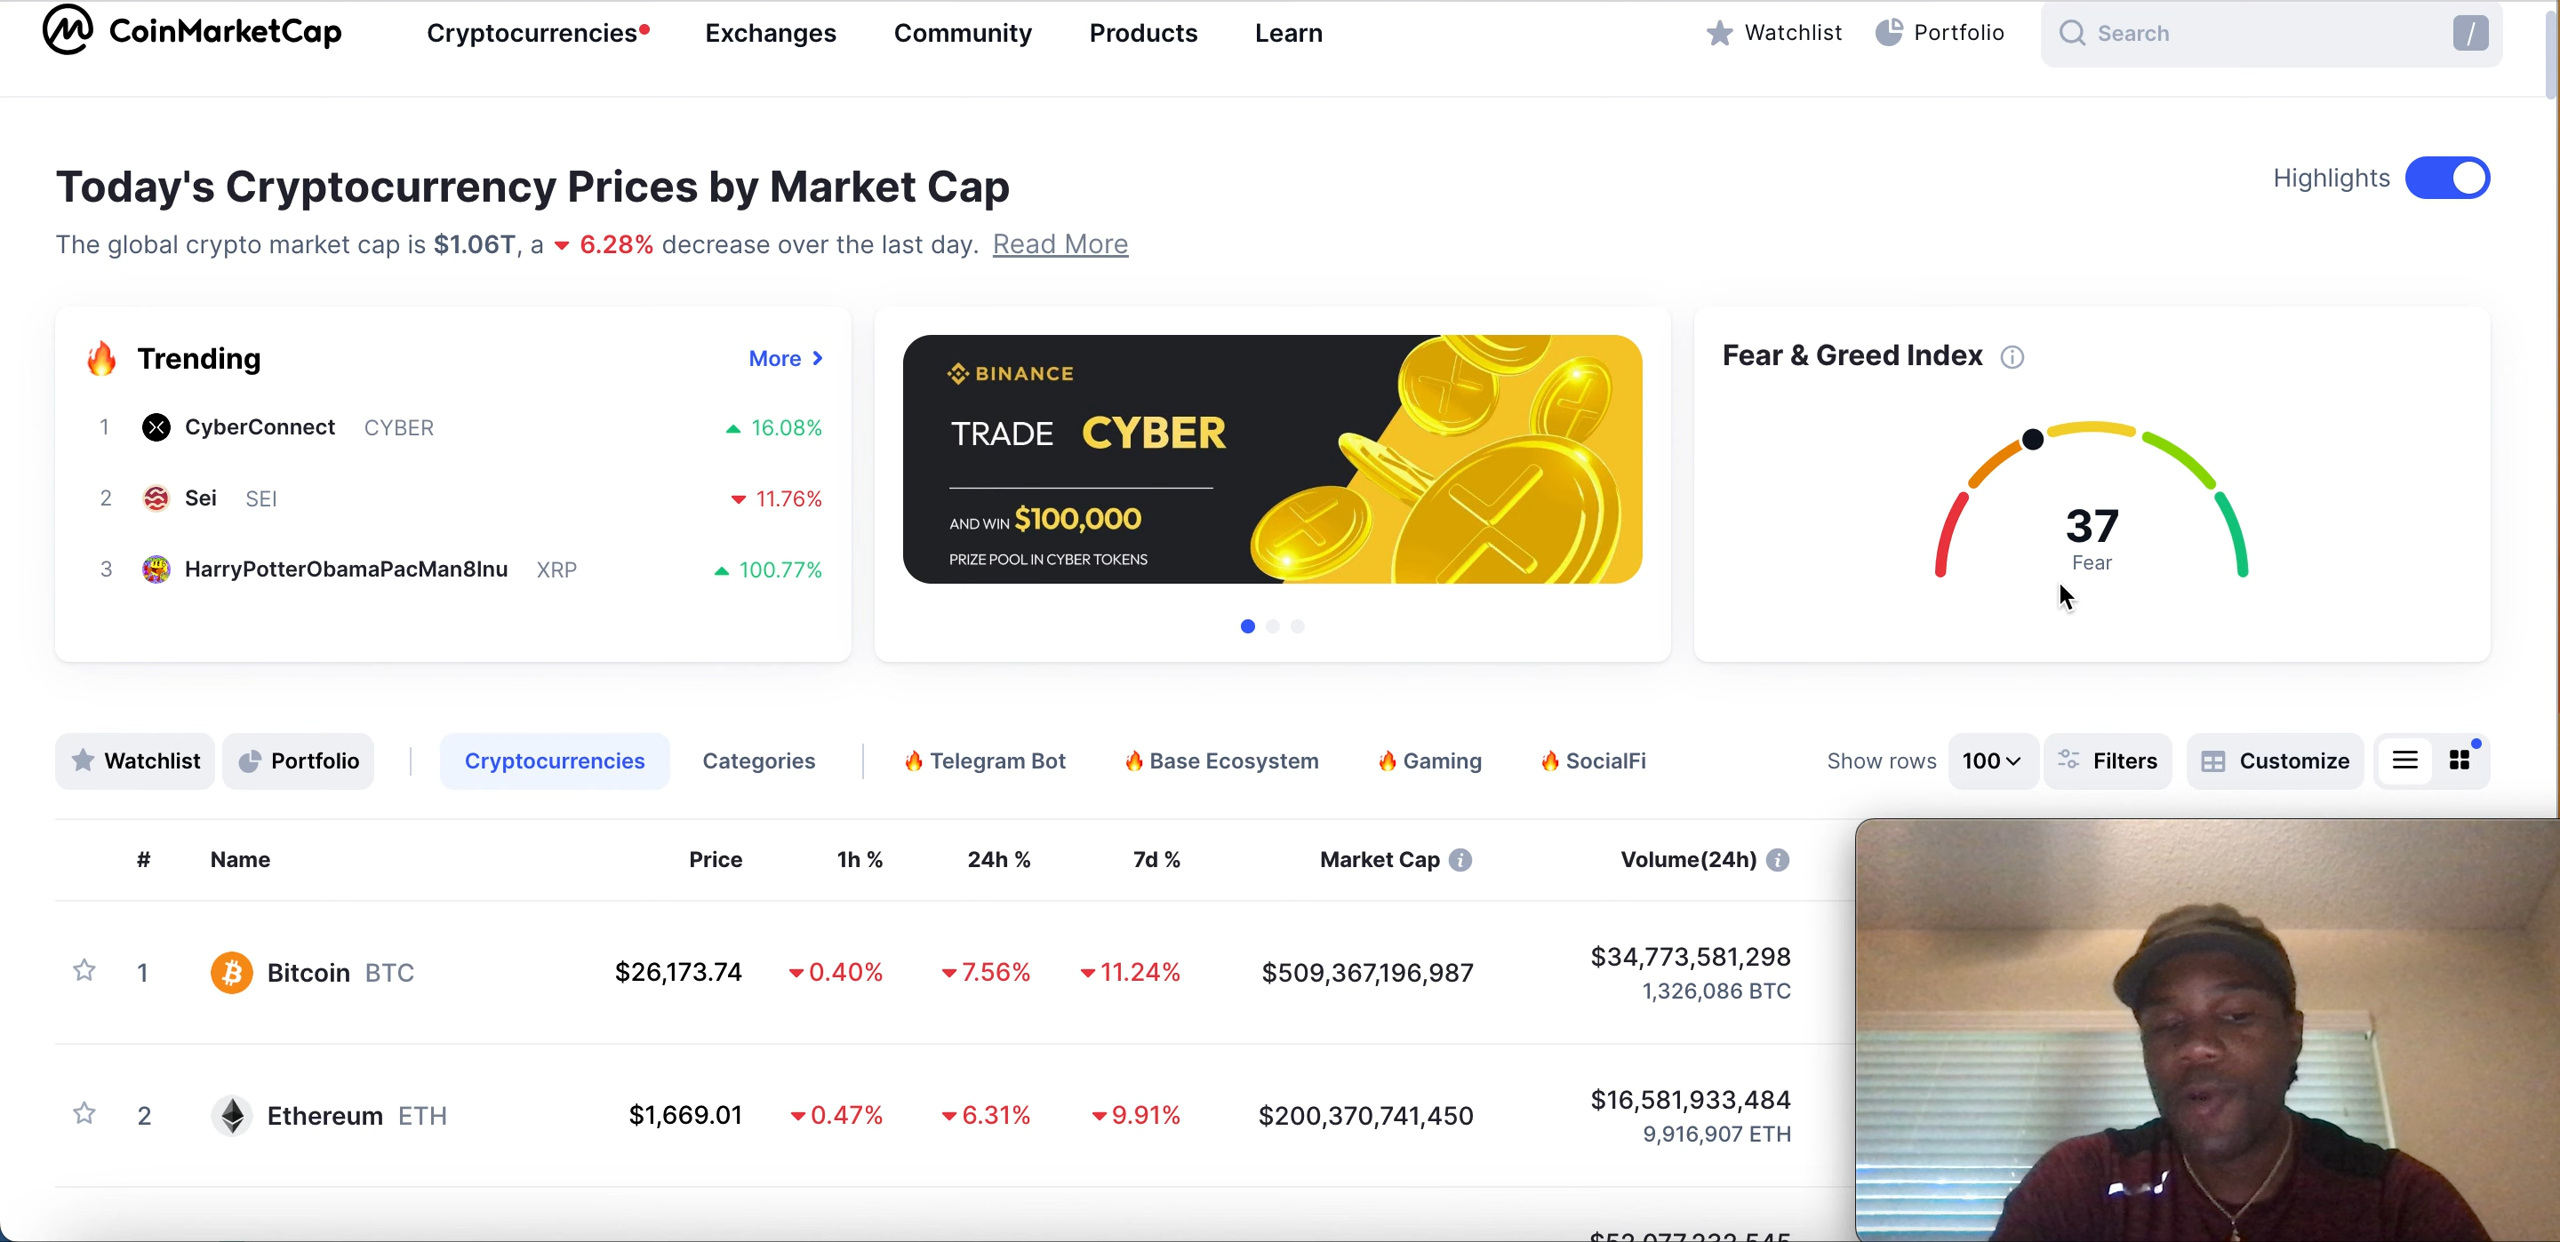 CoinMarketCap Cryptocurrencies Exchanges Community Products Learn Watchlist Portfolio Search /
Today's Cryptocurrency Prices by Market Cap Highlights
The global crypto market cap is $1.06T, a 6.28% decrease over the last day. Read More
Trending More
1 CyberConnect CYBER 16.08%
2 Sei SEI 11.76%
3 HarryPotterObamaPacMan8Inu XRP 100.77%
BINANCE
TRADE CYBER
AND WIN $100,000
PRIZE POOL IN CYBER TOKENS
Fear & Greed Index
37
Fear
Watchlist Portfolio Cryptocurrencies Categories Telegram Bot Base Ecosystem Gaming SocialFi Show rows 100 Filters Customize
# Name Price 1h % 24h % 7d % Market Cap Volume(24h)
1 Bitcoin BTC $26,173.74 0.40% 7.56% 11.24% $509,367,196,987 $34,773,581,298
1,326,086 BTC
2 Ethereum ETH $1,669.01 0.47% 6.31% 9.91% $200,370,741,450 $16,581,933,484
9,916,907 ETH